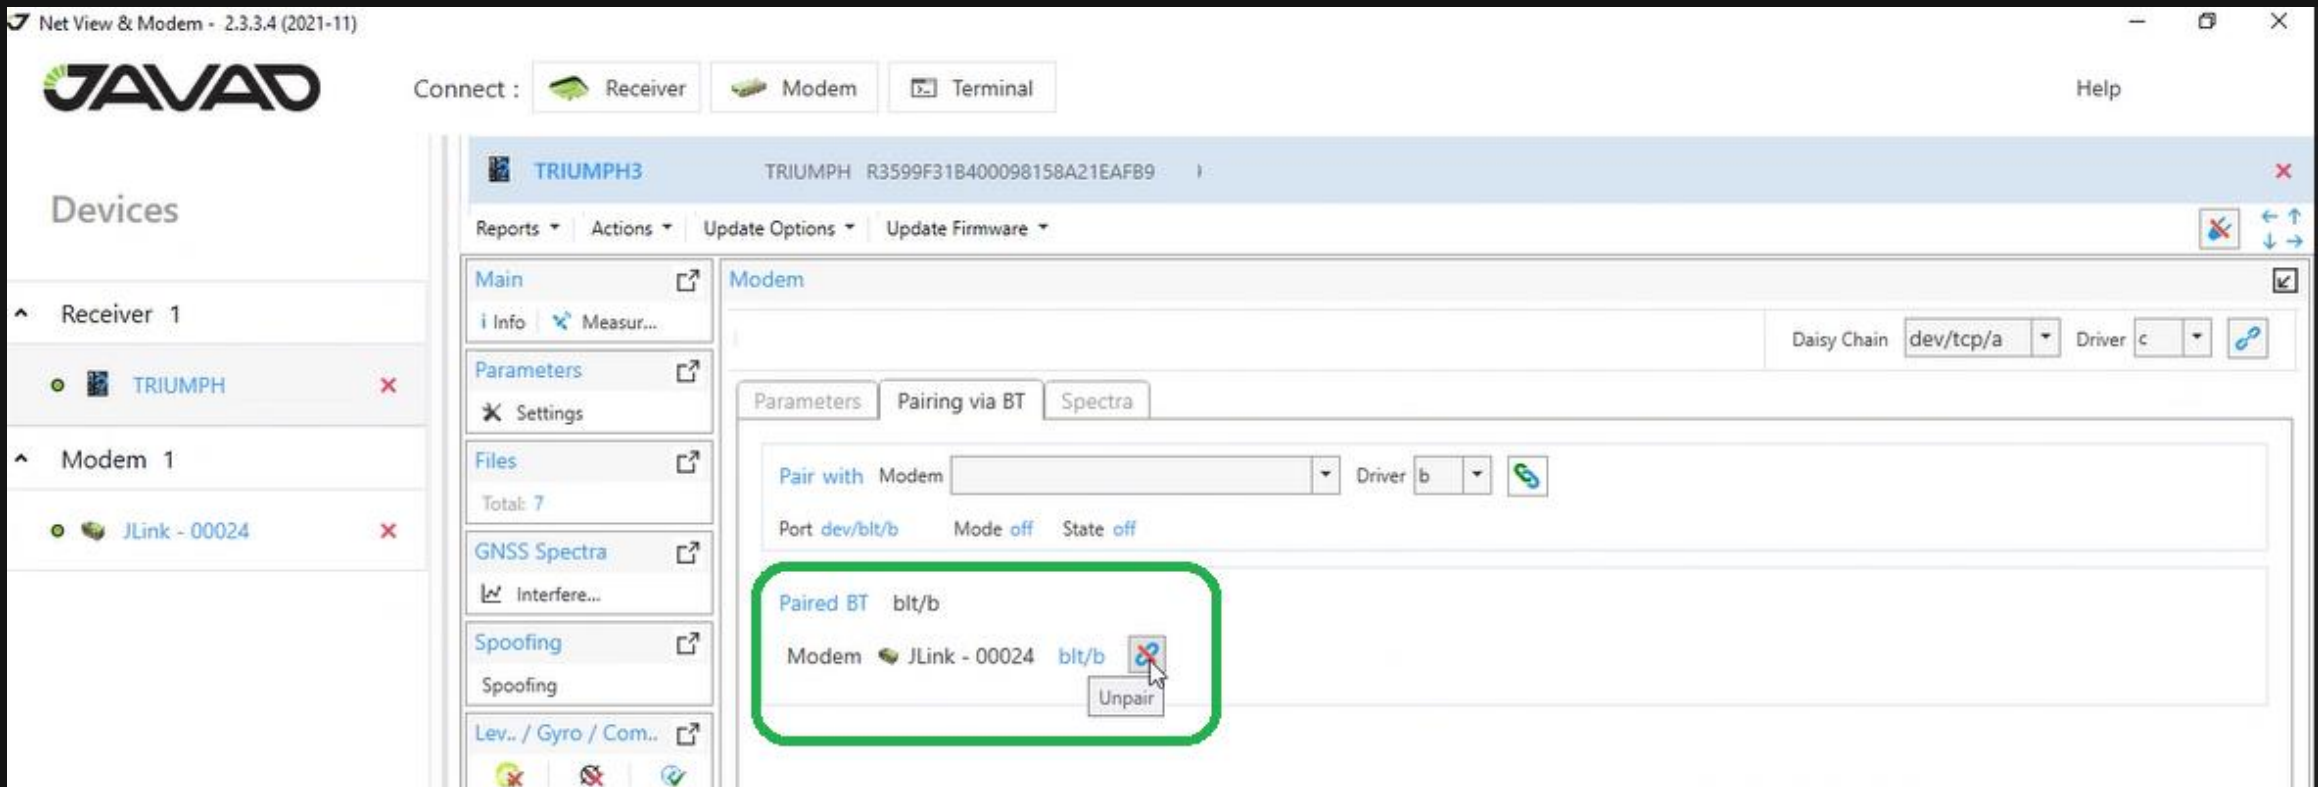 Net View & Modem - 2.3.3.4 (2021-11)
JAVAD
Connect : Receiver Modem Terminal Help
Devices
Receiver 1
TRIUMPH
Modem 1
JLink - 00024
TRIUMPH3 TRIUMPH R3599F31B400098158A21EAFB9
Reports Actions Update Options Update Firmware
Main
i Info Measur...
Parameters
Settings
Files
Total: 7
GNSS Spectra
Interfere...
Spoofing
Spoofing
Lev.. / Gyro / Com..
Modem
Daisy Chain dev/tcp/a Driver c
Parameters Pairing via BT Spectra
Pair with Modem Driver b
Port dev/blt/b Mode off State off
Paired BT blt/b
Modem JLink - 00024 blt/b
Unpair